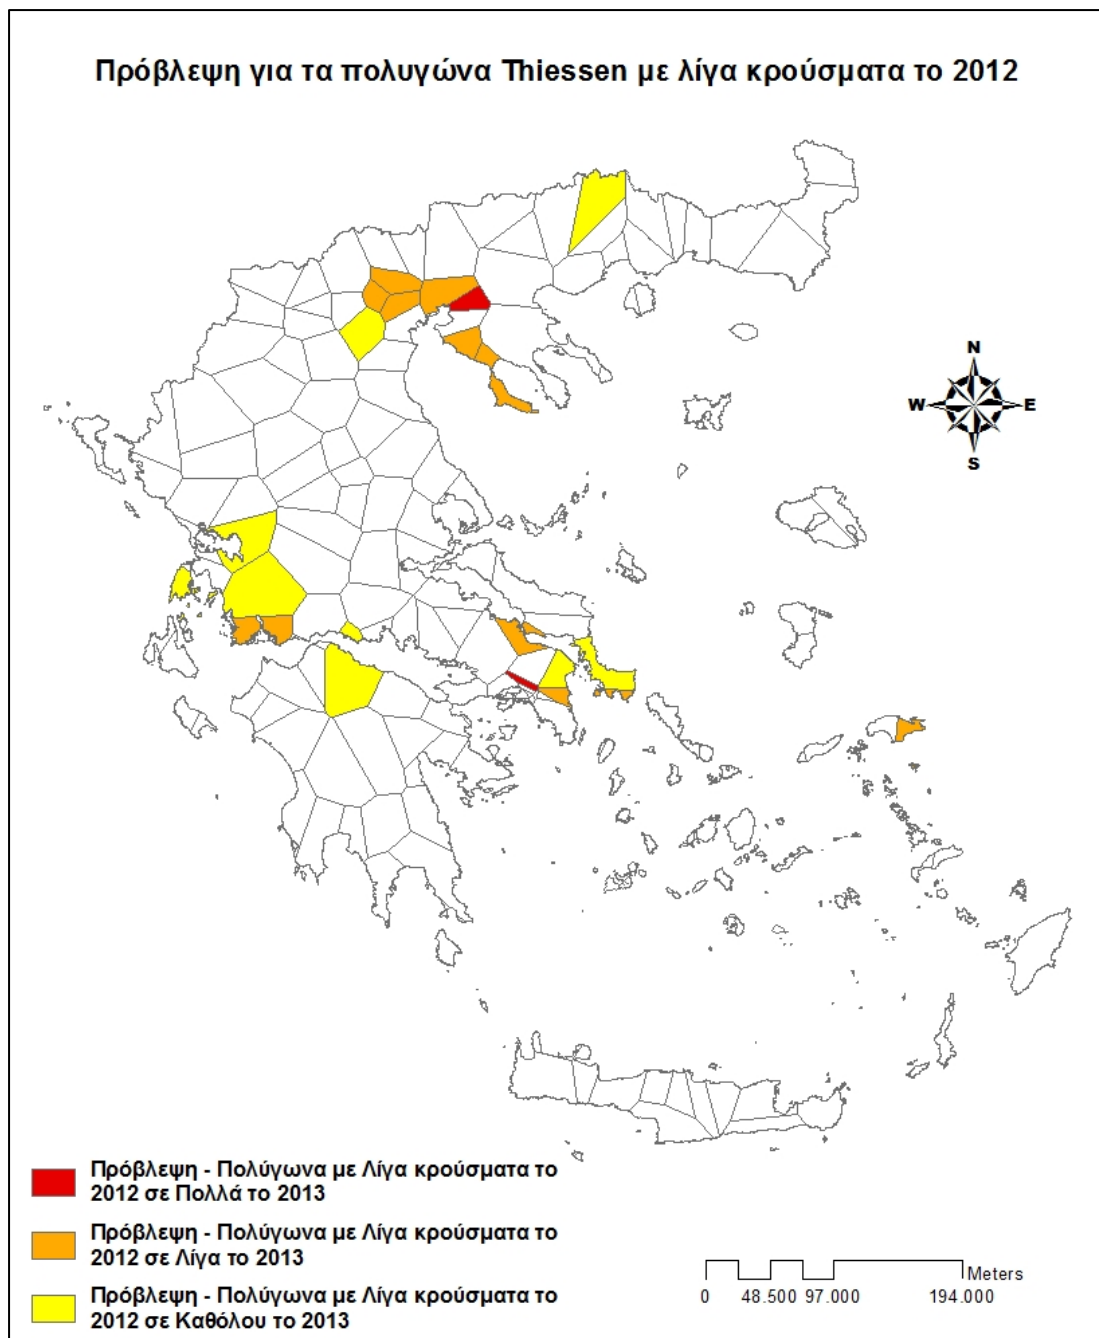 Πρόβλεψη για τα πολυγώνα Thiessen με λίγα κρούσματα το 2012
N
W E
S
Πρόβλεψη - Πολύγωνα με Λίγα κρούσματα το
2012 σε Πολλά το 2013
Πρόβλεψη - Πολύγωνα με Λίγα κρούσματα το
2012 σε Λίγα το 2013
Πρόβλεψη - Πολύγωνα με Λίγα κρούσματα το
2012 σε Καθόλου το 2013
Meters
0 48.500 97.000 194.000